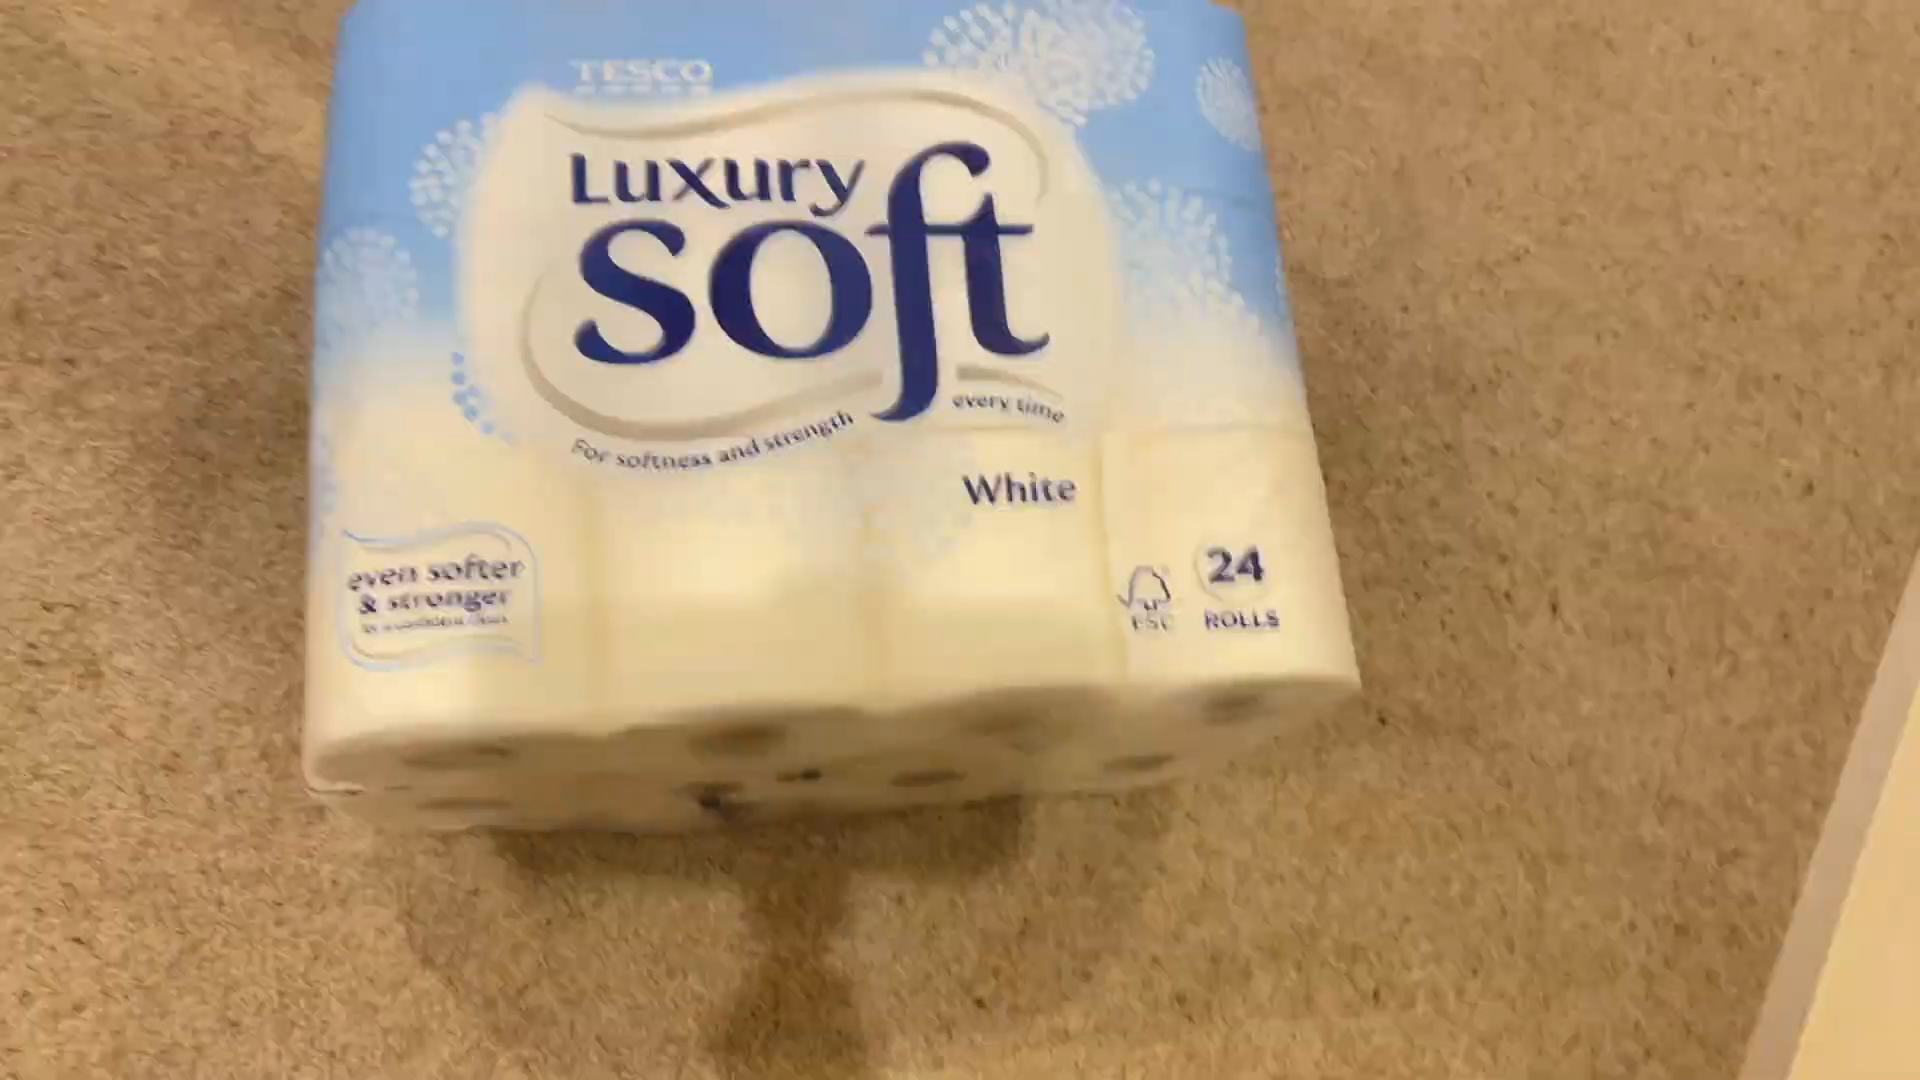 TESCO
Luxury
soft
For softness and strength every time
White
even softer
& stronger
24
FSC
ROLLS